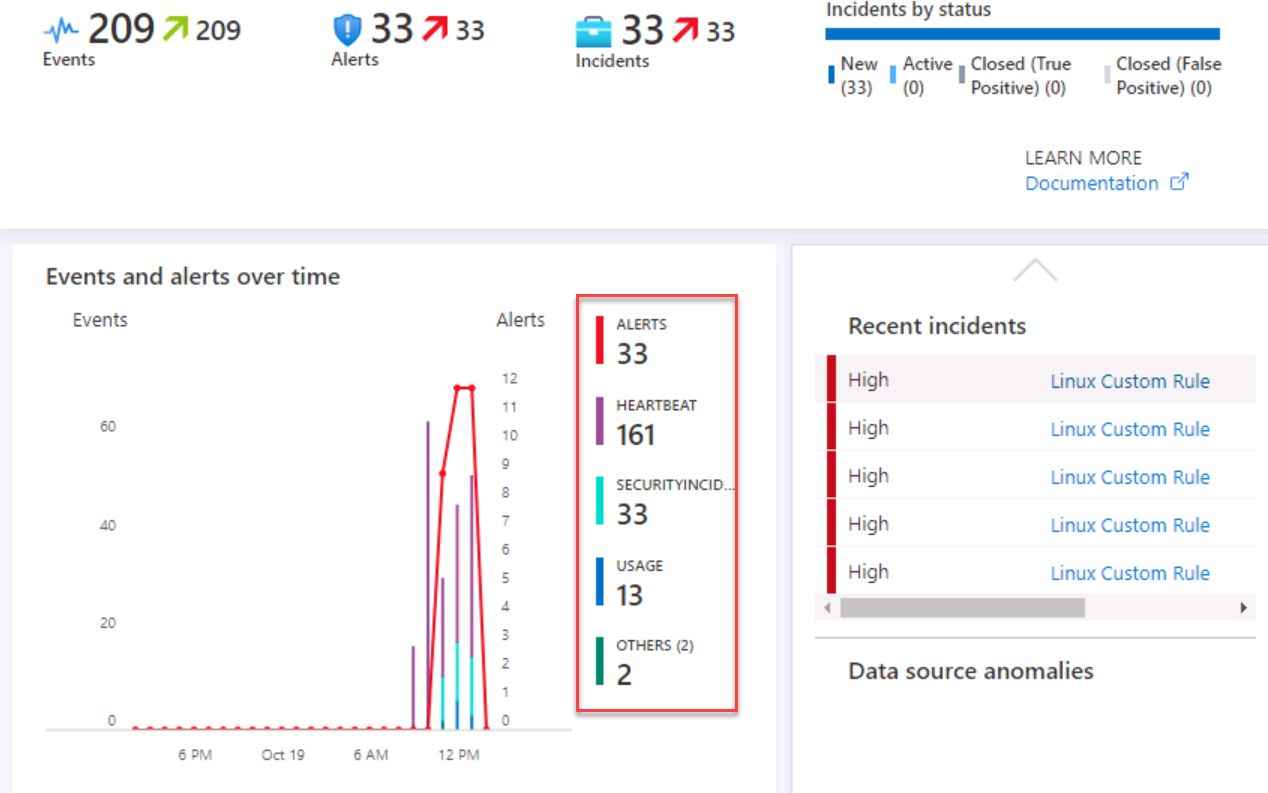 209 209
Events
33 33
Alerts
33 33
Incidents
Incidents by status
New (33)
Active (0)
Closed (True Positive) (0)
Closed (False Positive) (0)
LEARN MORE
Documentation
Events and alerts over time
Events
Alerts
60
40
20
0
12
11
10
9
8
7
6
5
4
3
2
1
0
6 PM Oct 19 6 AM 12 PM
ALERTS
33
HEARTBEAT
161
SECURITYINCID...
33
USAGE
13
OTHERS (2)
2
Recent incidents
High Linux Custom Rule
High Linux Custom Rule
High Linux Custom Rule
High Linux Custom Rule
High Linux Custom Rule
Data source anomalies